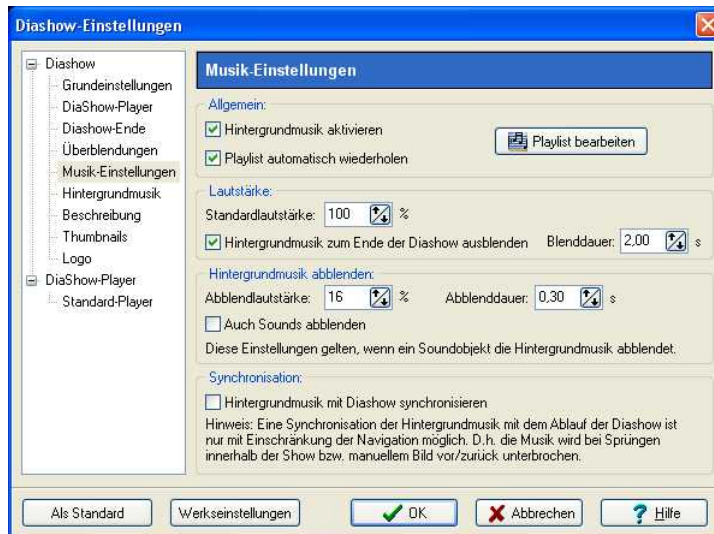 Diashow-Einstellungen
Diashow
Grundeinstellungen
DiaShow-Player
Diashow-Ende
Überblendungen
Musik-Einstellungen
Hintergrundmusik
Beschreibung
Thumbnails
Logo
DiaShow-Player
Standard-Player
Musik-Einstellungen
Allgemein:
Hintergrundmusik aktivieren
Playlist bearbeiten
Playlist automatisch wiederholen
Lautstärke:
Standardlautstärke: 100 %
Hintergrundmusik zum Ende der Diashow ausblenden Blenddauer: 2,00 s
Hintergrundmusik abblenden:
Abblendlautstärke: 16 % Abblenddauer: 0,30 s
Auch Sounds abblenden
Diese Einstellungen gelten, wenn ein Soundobjekt die Hintergrundmusik abblendet.
Synchronisation:
Hintergrundmusik mit Diashow synchronisieren
Hinweis: Eine Synchronisation der Hintergrundmusik mit dem Ablauf der Diashow ist
nur mit Einschränkung der Navigation möglich. D.h. die Musik wird bei Sprüngen
innerhalb der Show bzw. manuellem Bild vor/zurück unterbrochen.
Als Standard Werkseinstellungen OK Abbrechen Hilfe